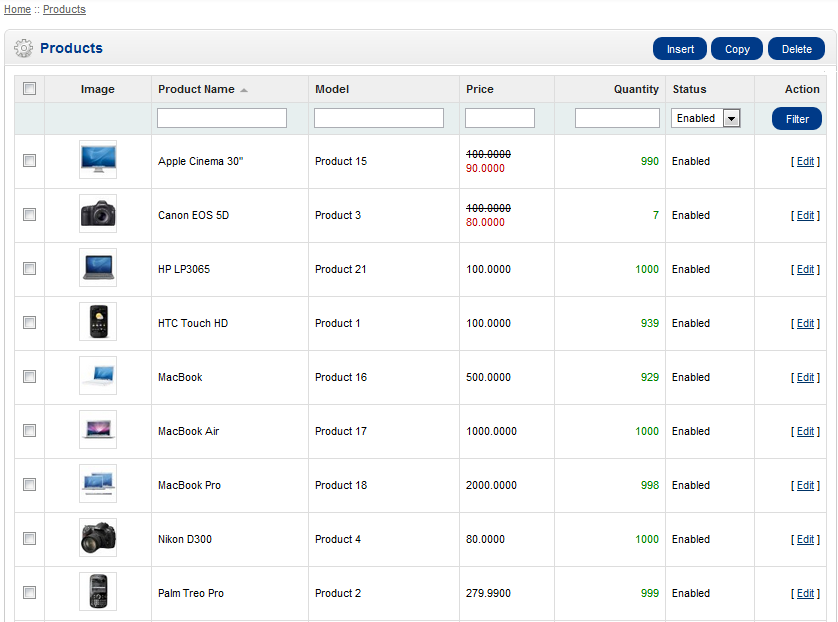 Home :: Products
Products
Insert Copy Delete
Image Product Name Model Price Quantity Status Action
Enabled Filter
Apple Cinema 30" Product 15 100.0000 990 Enabled [ Edit ]
90.0000
Canon EOS 5D Product 3 100.0000 7 Enabled [ Edit ]
80.0000
HP LP3065 Product 21 100.0000 1000 Enabled [ Edit ]
HTC Touch HD Product 1 100.0000 939 Enabled [ Edit ]
MacBook Product 16 500.0000 929 Enabled [ Edit ]
MacBook Air Product 17 1000.0000 1000 Enabled [ Edit ]
MacBook Pro Product 18 2000.0000 998 Enabled [ Edit ]
Nikon D300 Product 4 80.0000 1000 Enabled [ Edit ]
Palm Treo Pro Product 2 279.9900 999 Enabled [ Edit ]